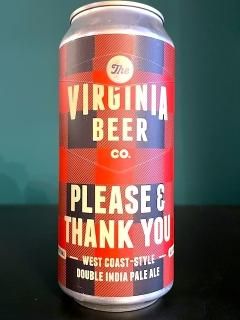 The
VIRGINIA
BEER
CO.
PLEASE &
THANK YOU
WEST COAST-STYLE
DOUBLE INDIA PALE ALE